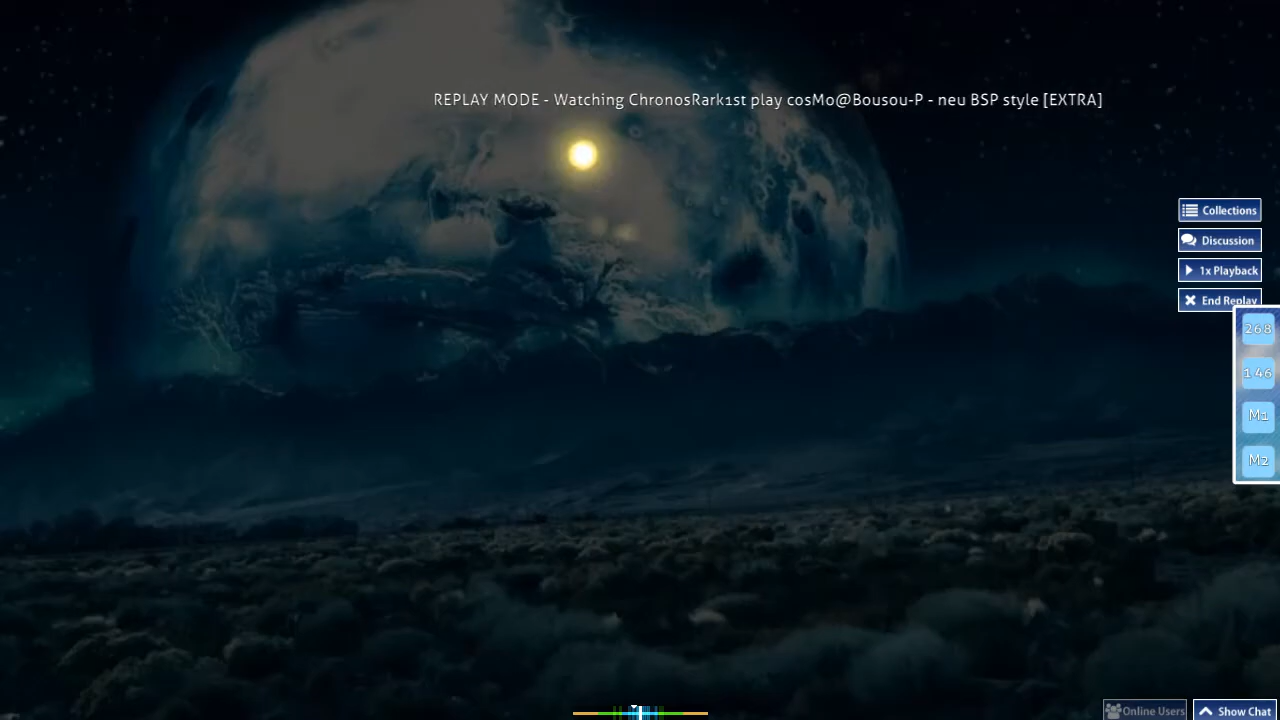 REPLAY MODE - Watching ChronosRark1st play cosMo@Bousou-P - neu BSP style [EXTRA]
Collections
Discussion
1x Playback
End Replay
268
146
M1
M2
Online Users
Show Chat